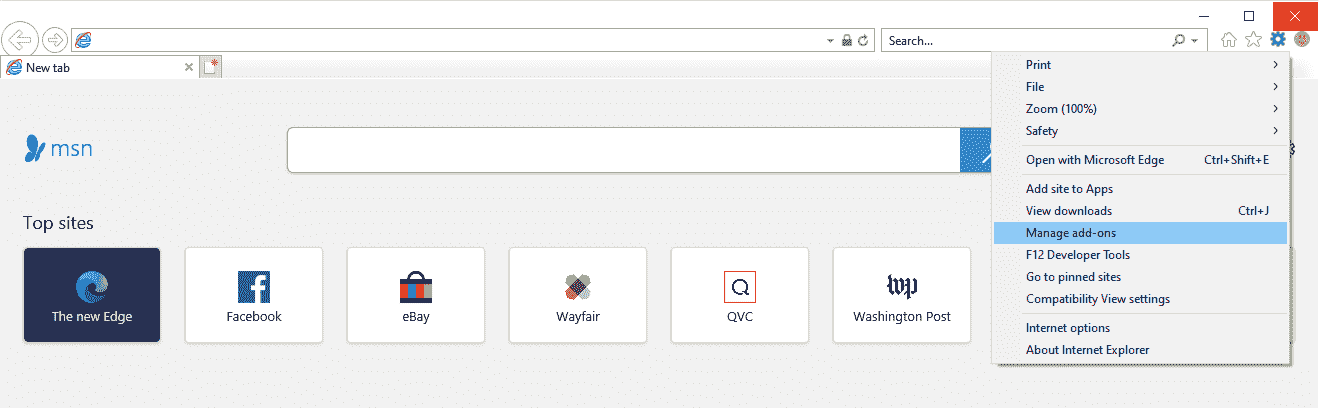 Search...
New tab
Print
File
Zoom (100%)
Safety
Open with Microsoft Edge Ctrl+Shift+E
Add site to Apps
View downloads Ctrl+J
Manage add-ons
F12 Developer Tools
Go to pinned sites
Compatibility View settings
Internet options
About Internet Explorer
msn
Top sites
The new Edge
Facebook
eBay
Wayfair
QVC
wp
Washington Post